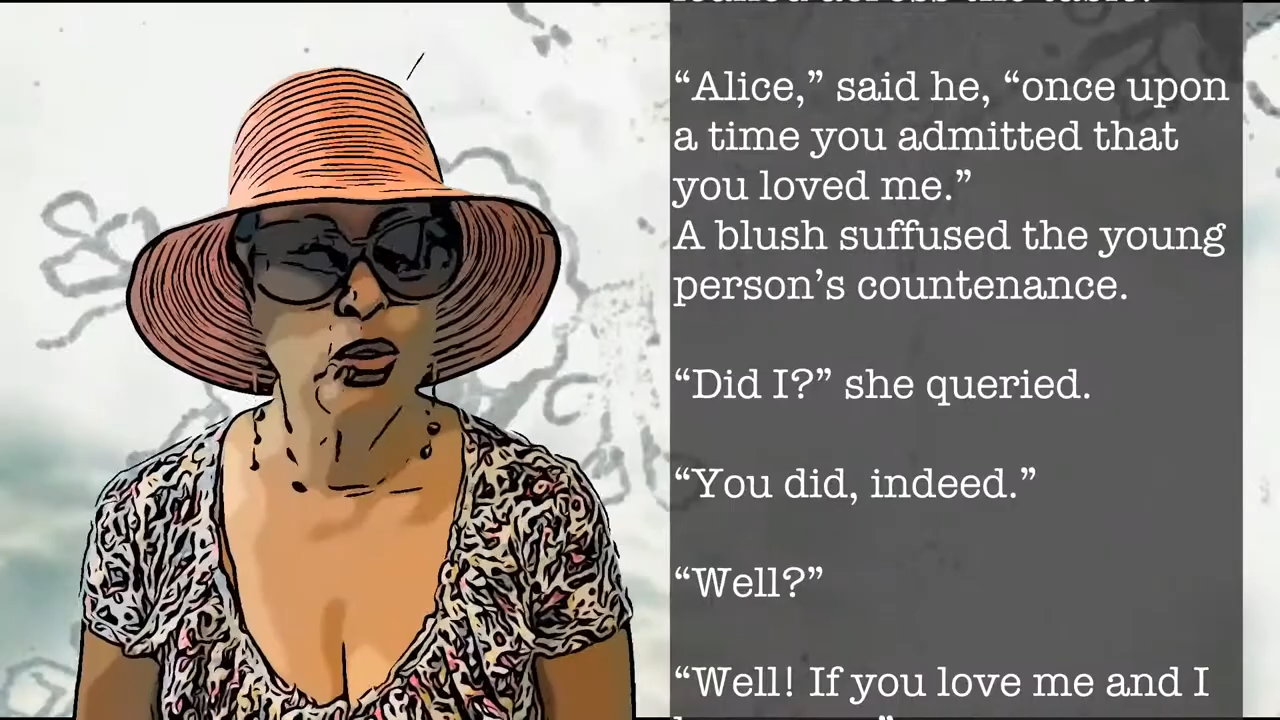 “Alice,” said he, “once upon
a time you admitted that
you loved me.”
A blush suffused the young
person’s countenance.
“Did I?” she queried.
“You did, indeed.”
“Well?”
“Well! If you love me and I